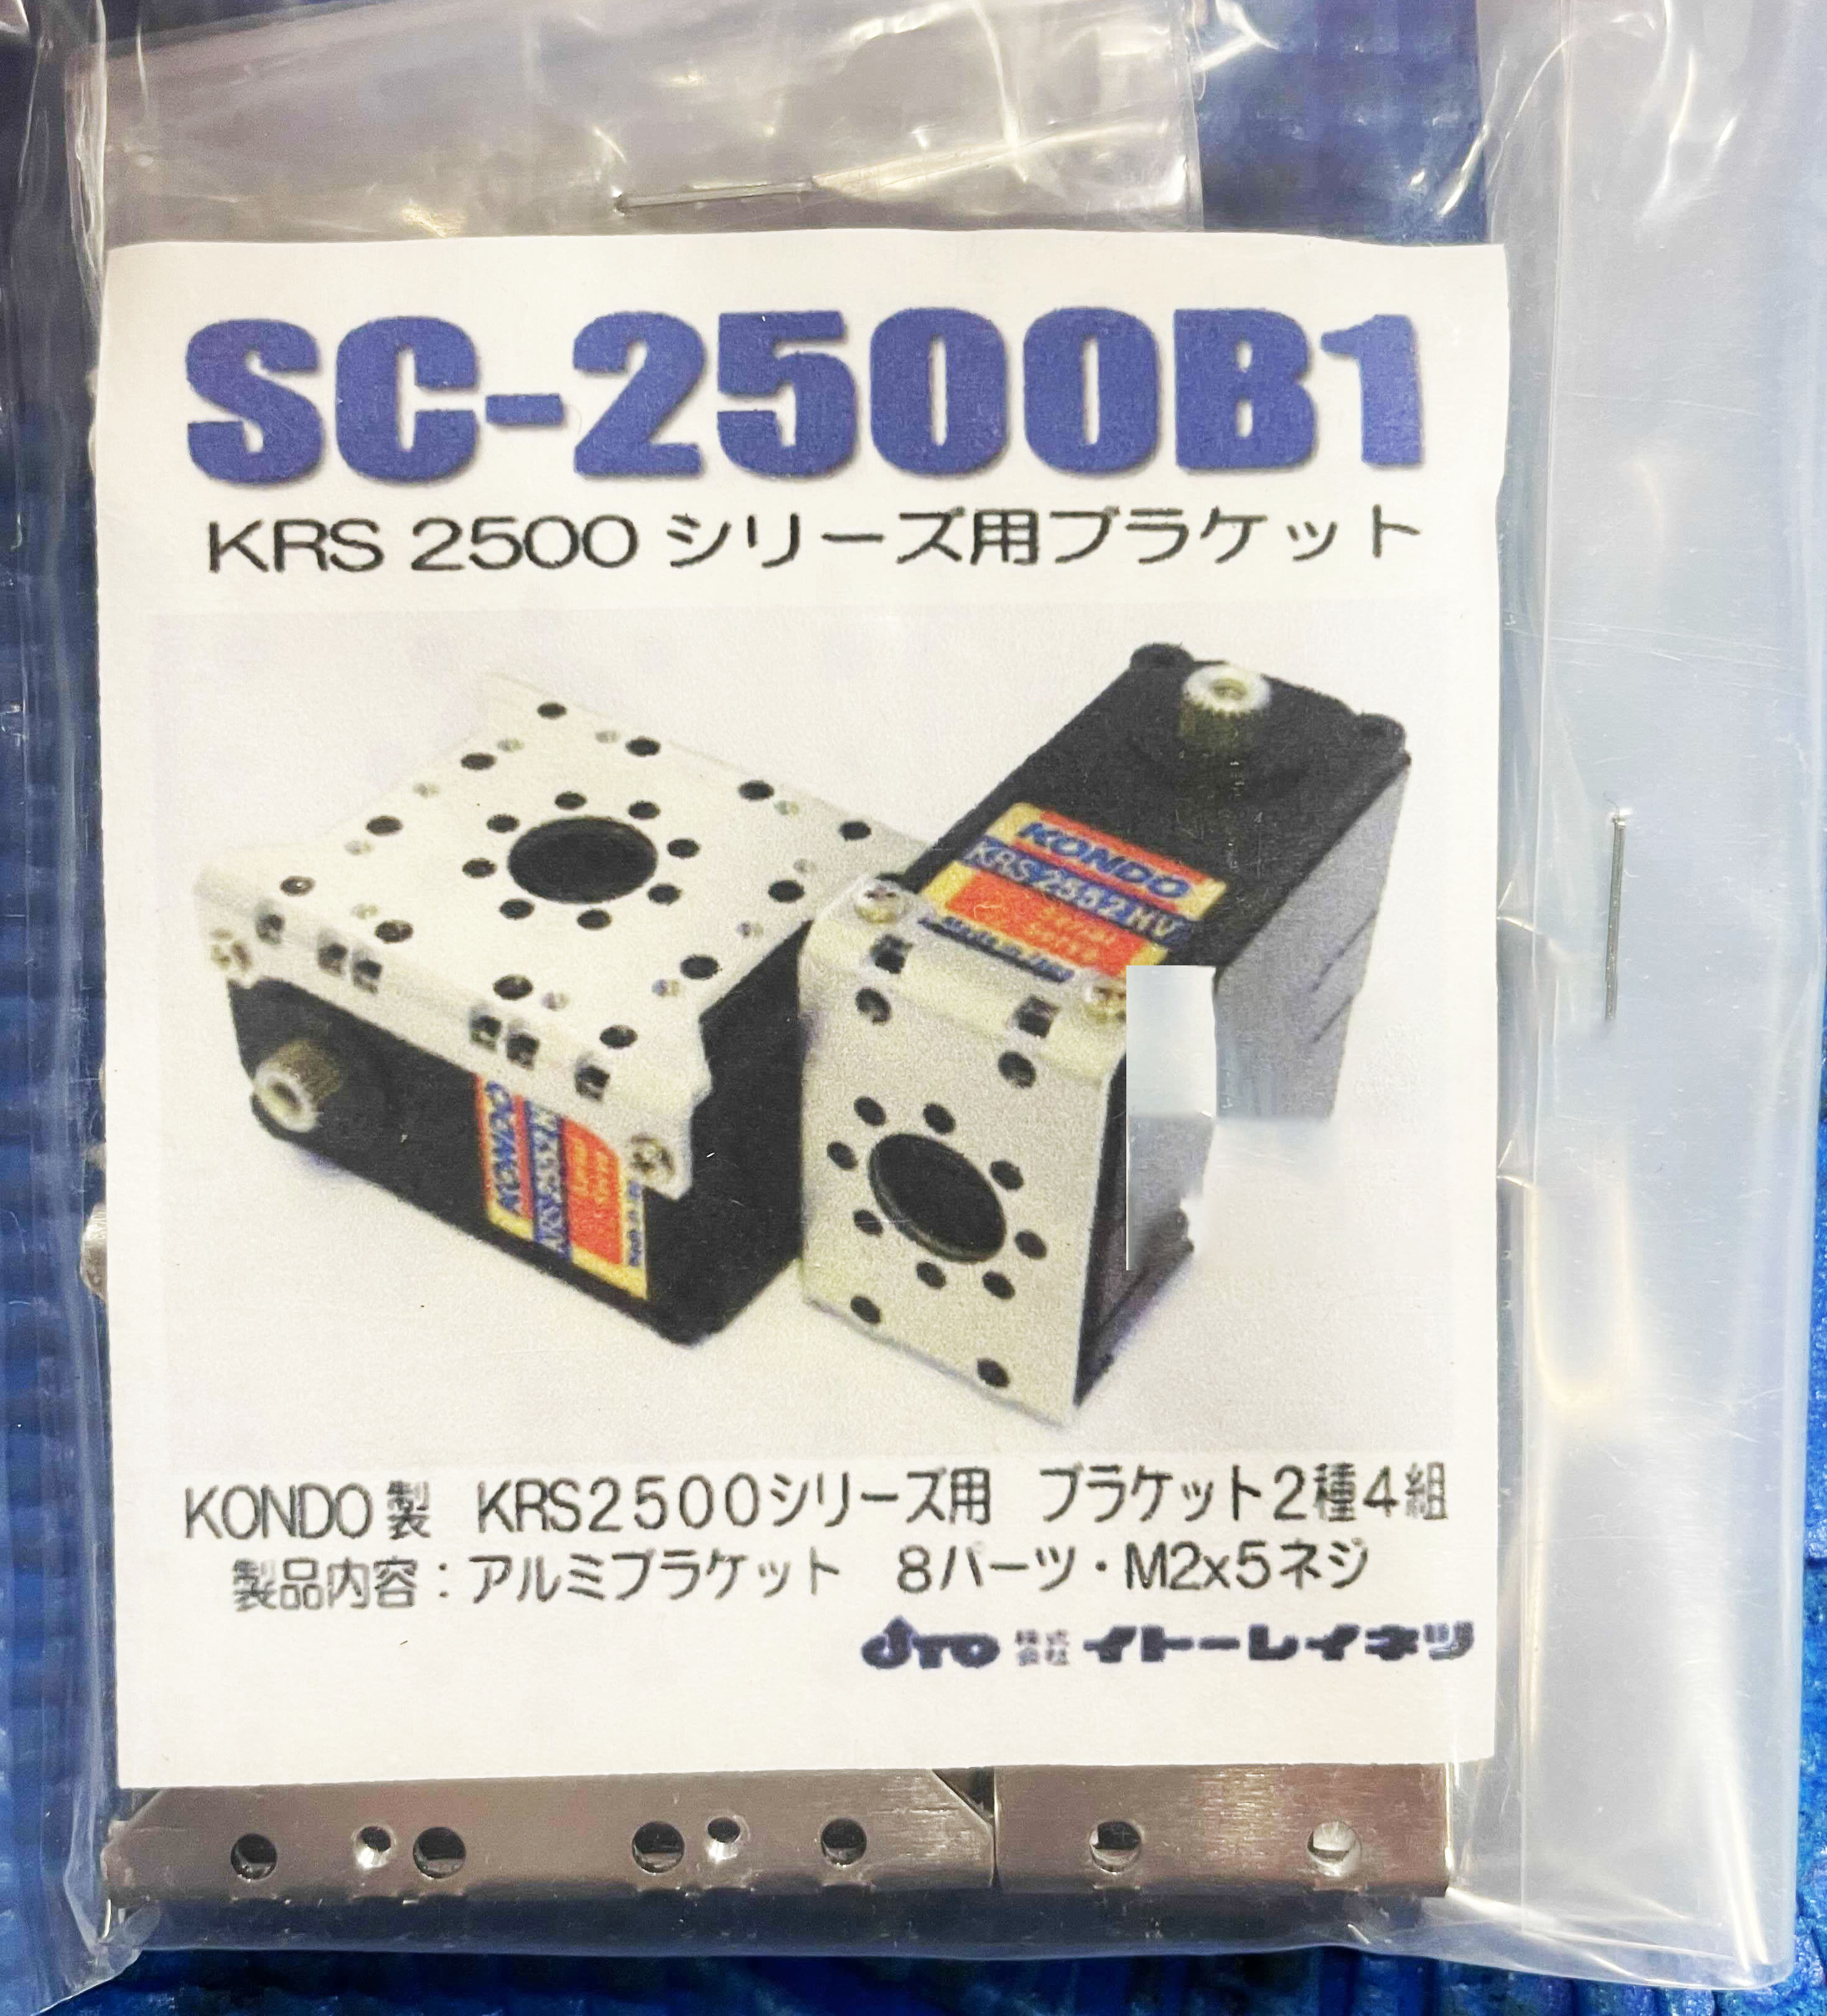 SC-2500B1
KRS 2500 シリーズ用ブラケット
KONDO
KRS 2552 HV
KONDO
KONDO製 KRS2500シリーズ用 ブラケット2種4組
製品内容：アルミブラケット 8パーツ・M2x5ネジ
ITO 株式会社 イトーレイネツ